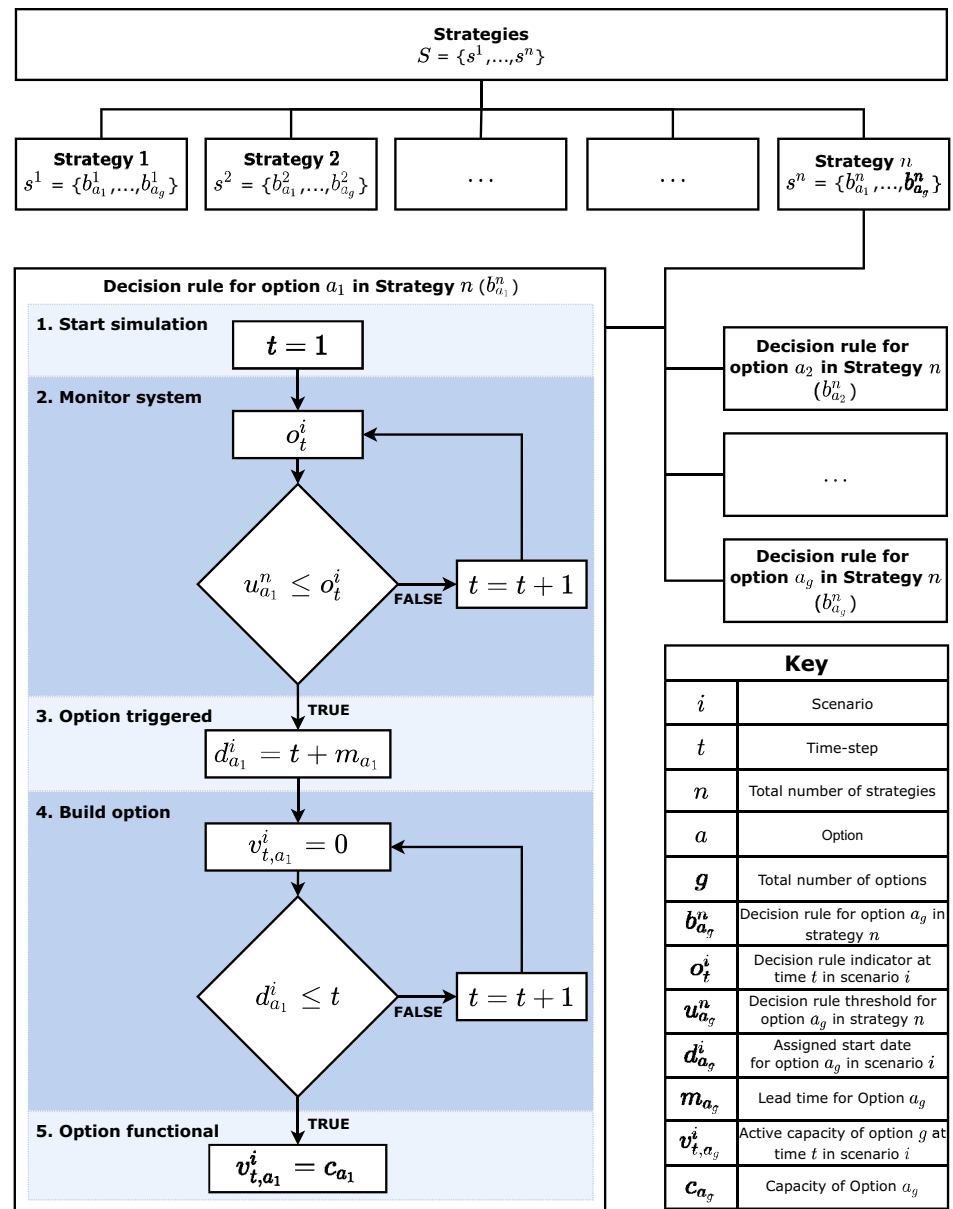 Strategies
S = {s^1,...,s^n}
Strategy 1
s^1 = {b^1_{a_1},...,b^1_{a_g}}
Strategy 2
s^2 = {b^2_{a_1},...,b^2_{a_g}}
...
...
Strategy n
s^n = {b^n_{a_1},...,b^n_{a_g}}
Decision rule for option a_1 in Strategy n (b^n_{a_1})
1. Start simulation
t = 1
2. Monitor system
o^i_t
u^n_{a_1} ≤ o^i_t
FALSE
t = t + 1
TRUE
3. Option triggered
d^i_{a_1} = t + m_{a_1}
4. Build option
v^i_{t,a_1} = 0
d^i_{a_1} ≤ t
FALSE
t = t + 1
TRUE
5. Option functional
v^i_{t,a_1} = c_{a_1}
Decision rule for
option a_2 in Strategy n
(b^n_{a_2})
...
Decision rule for
option a_g in Strategy n
(b^n_{a_g})
Key
i Scenario
t Time-step
n Total number of strategies
a Option
g Total number of options
b^n_{a_g} Decision rule for option a_g in
strategy n
o^i_t Decision rule indicator at
time t in scenario i
u^n_{a_g} Decision rule threshold for
option a_g in strategy n
d^i_{a_g} Assigned start date
for option a_g in scenario i
m_{a_g} Lead time for Option a_g
v^i_{t,a_g} Active capacity of option g at
time t in scenario i
c_{a_g} Capacity of Option a_g